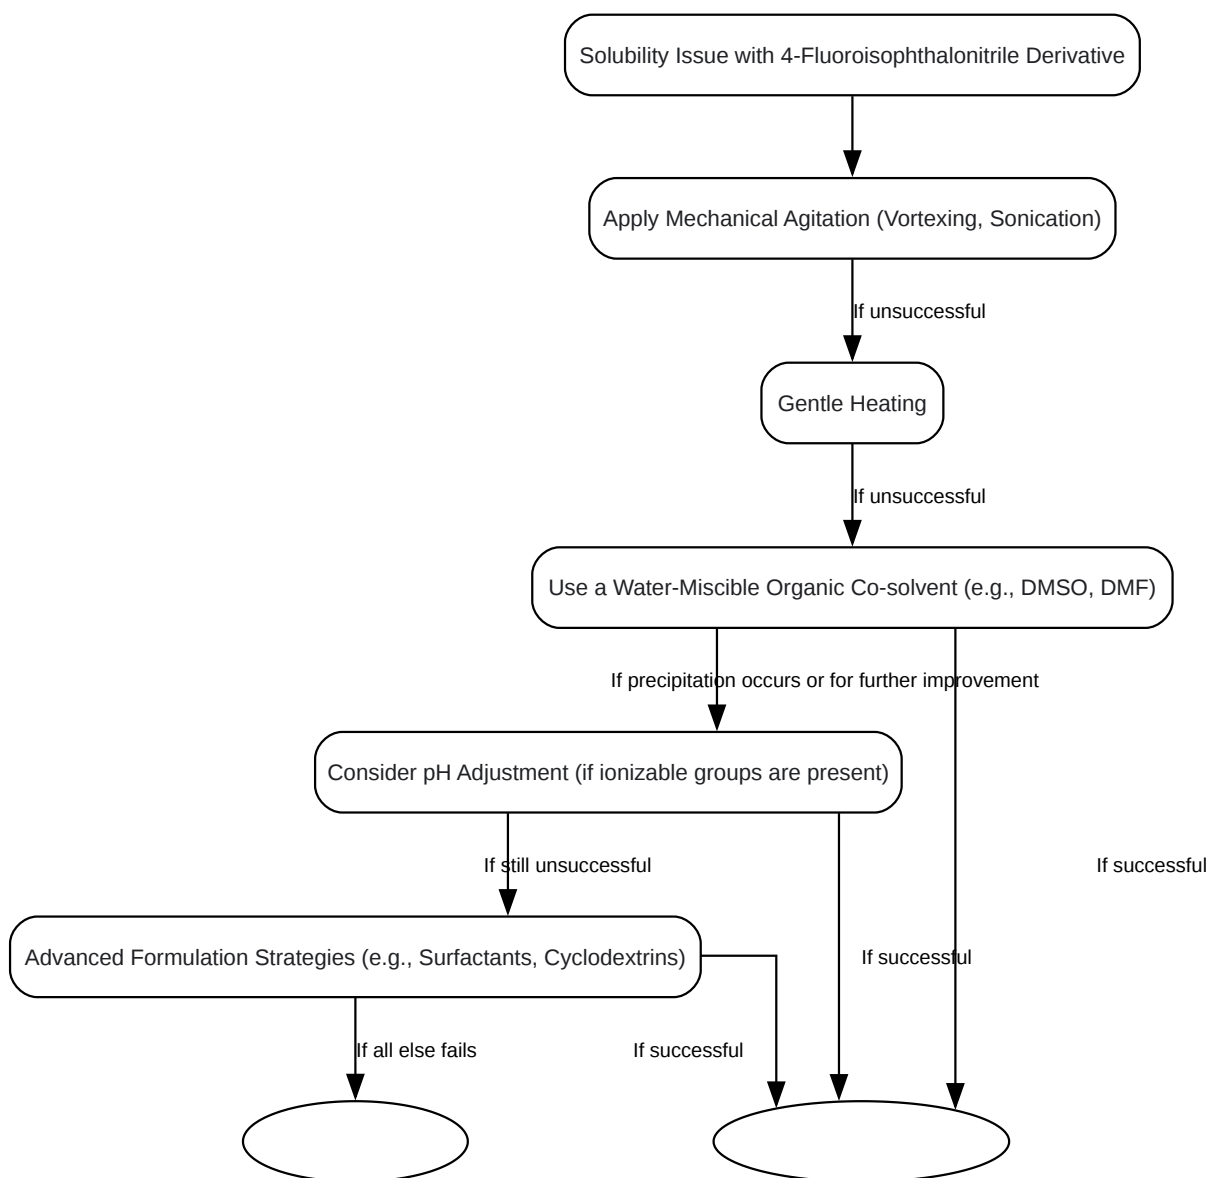 Solubility Issue with 4-Fluoroisophthalonitrile Derivative
Apply Mechanical Agitation (Vortexing, Sonication)
If unsuccessful
Gentle Heating
If unsuccessful
Use a Water-Miscible Organic Co-solvent (e.g., DMSO, DMF)
If precipitation occurs or for further improvement
Consider pH Adjustment (if ionizable groups are present)
If still unsuccessful
If successful
Advanced Formulation Strategies (e.g., Surfactants, Cyclodextrins)
If successful
If all else fails
If successful